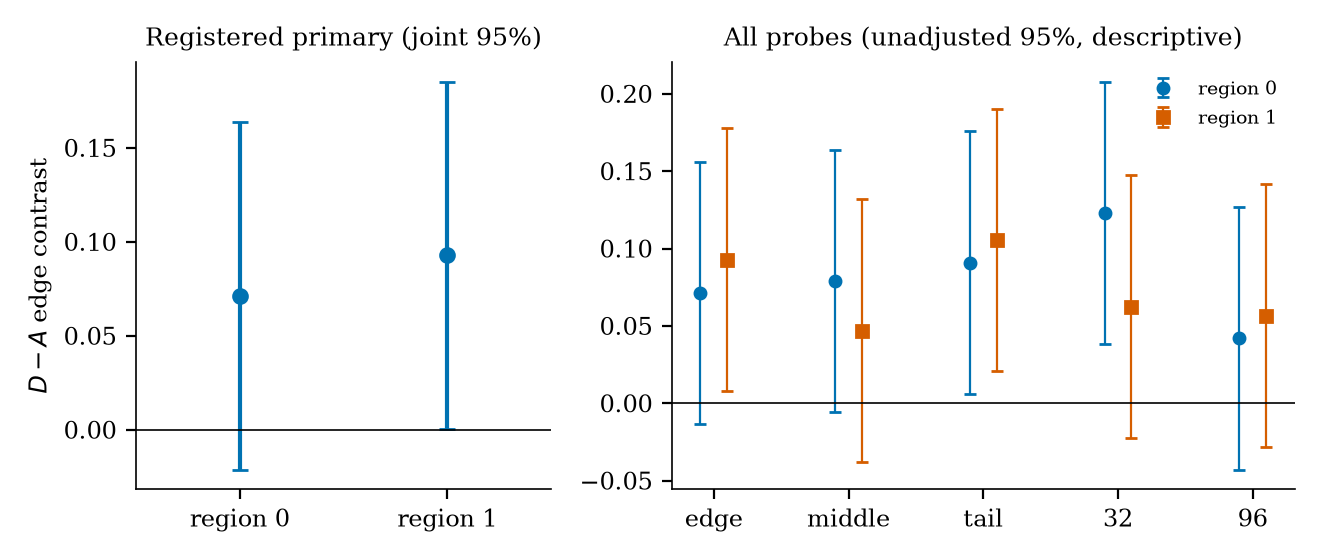 Registered primary (joint 95%)
D − A edge contrast
0.15
0.10
0.05
0.00
region 0
region 1
All probes (unadjusted 95%, descriptive)
region 0
region 1
0.20
0.15
0.10
0.05
0.00
−0.05
edge
middle
tail
32
96